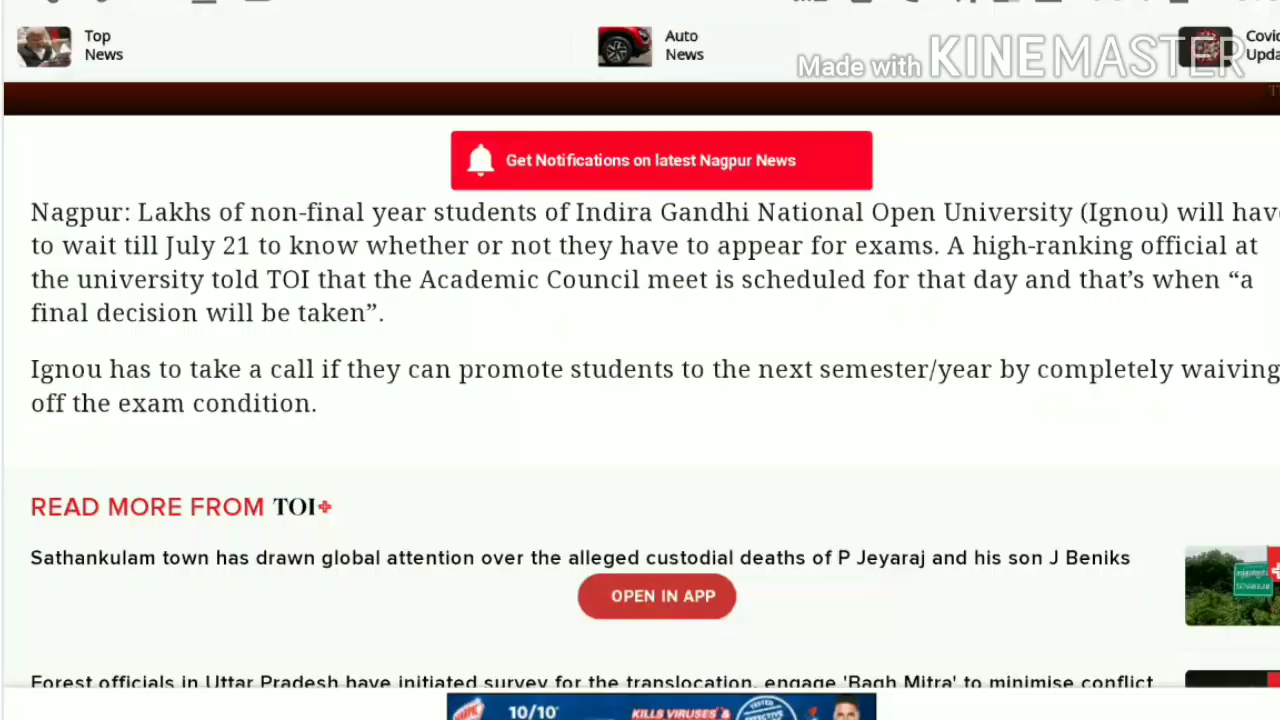 Top
News
Auto
News
Covid
Upda
Made with KINEMASTER
Get Notifications on latest Nagpur News
Nagpur: Lakhs of non-final year students of Indira Gandhi National Open University (Ignou) will have
to wait till July 21 to know whether or not they have to appear for exams. A high-ranking official at
the university told TOI that the Academic Council meet is scheduled for that day and that’s when “a
final decision will be taken”.
Ignou has to take a call if they can promote students to the next semester/year by completely waiving
off the exam condition.
READ MORE FROM TOI+
Sathankulam town has drawn global attention over the alleged custodial deaths of P Jeyaraj and his son J Beniks
OPEN IN APP
Forest officials in Uttar Pradesh have initiated survey for the translocation, engage 'Bagh Mitra' to minimise conflict
HARPIC
10/10*
KILLS VIRUSES &
TESTED
EFFECTIVE